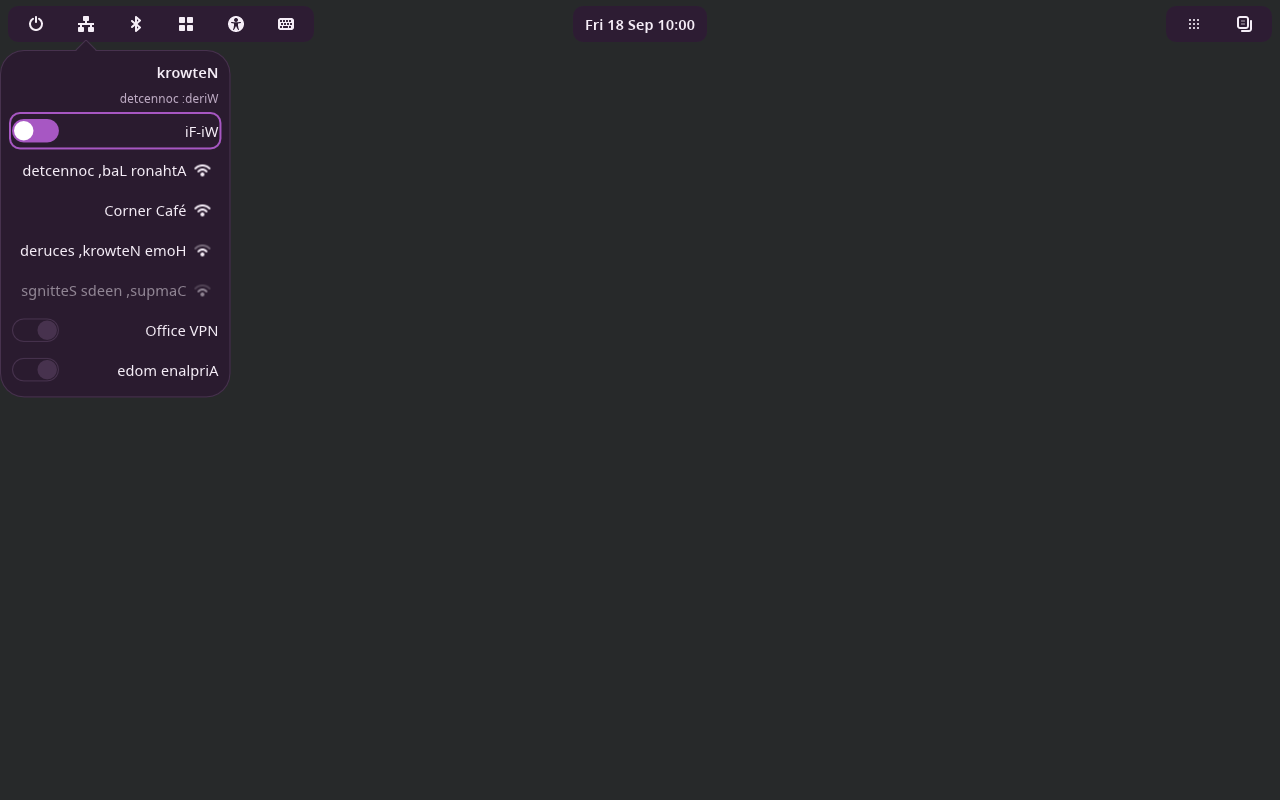 Fri 18 Sep 10:00
krowteN
detcennoc :deriW
iF-iW
detcennoc ,baL ronahtA
Corner Café
deruces ,krowteN emoH
sgnitteS sdeen ,supmaC
Office VPN
edom enalpriA